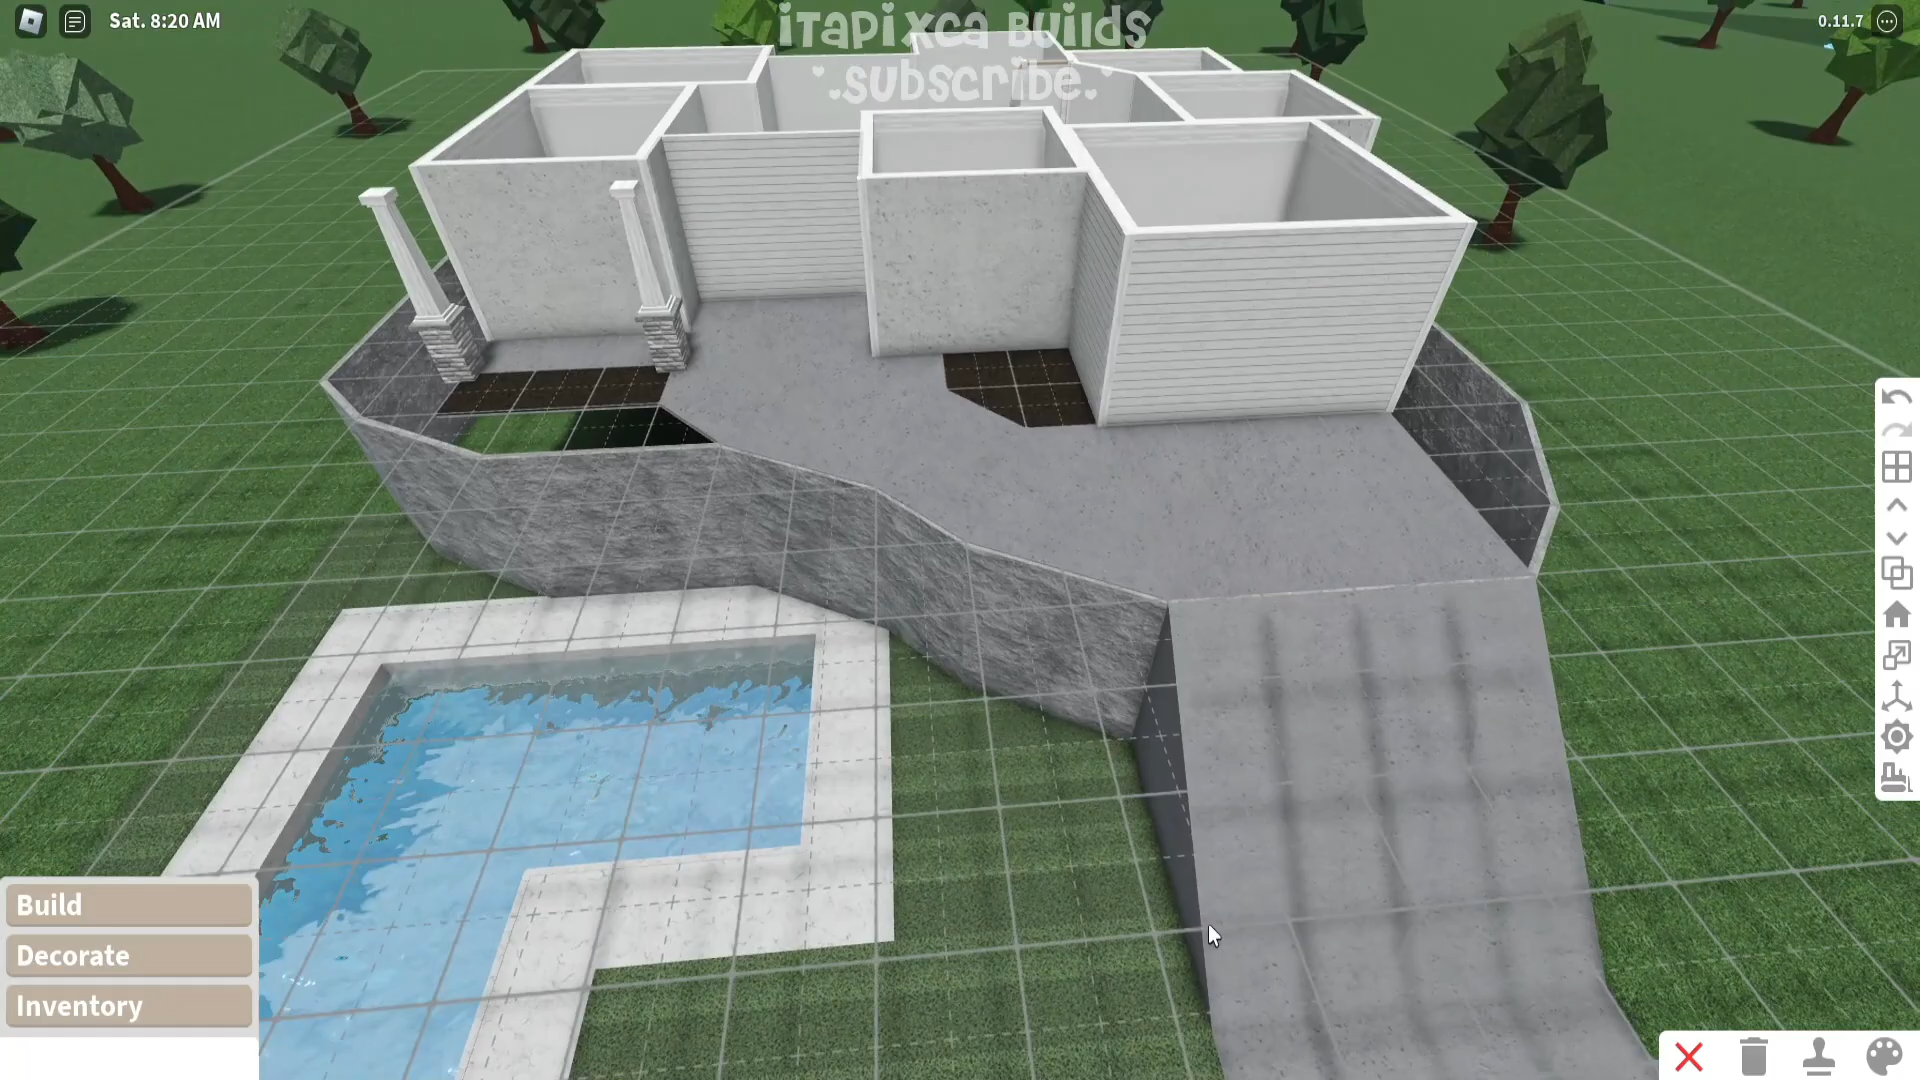 Sat. 8:20 AM
iTAPiXCA BUiLDS
0.11.7
.subscribe.
Build
Decorate
Inventory